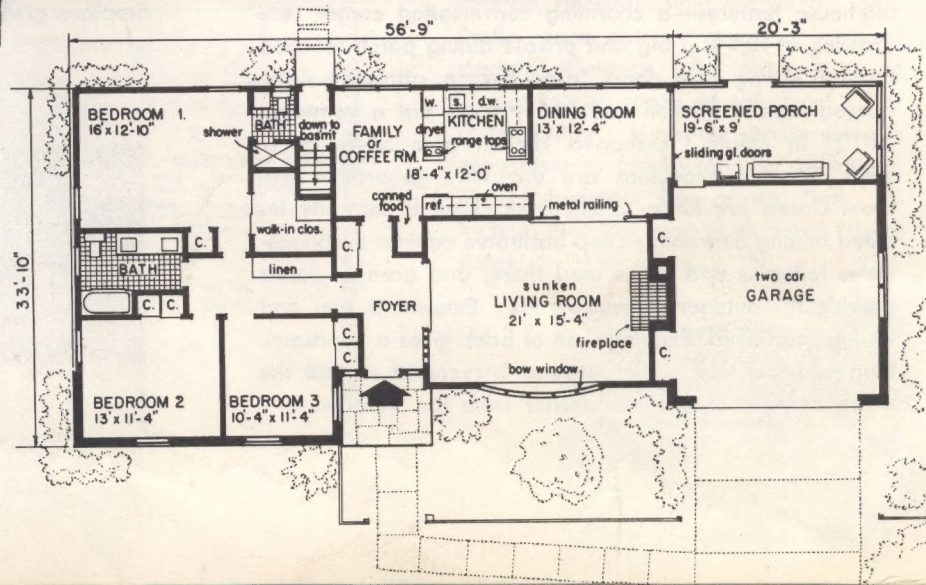 56'-9"
20'-3"
33'-10"
BEDROOM 1.
16' x 12'-10"
shower
BATH
down to
basm't
FAMILY
or
COFFEE RM.
18'-4" x 12'-0"
w.
dryer
s.
d.w.
KITCHEN
range tops
DINING ROOM
13' x 12'-4"
SCREENED PORCH
19'-6" x 9'
sliding gl. doors
canned
food
ref.
oven
metal railing
walk-in clos.
linen
C.
C.
C.
BATH
C.
C.
FOYER
sunken
LIVING ROOM
21' x 15'-4"
fireplace
bow window
two car
GARAGE
C.
C.
C.
BEDROOM 2
13' x 11'-4"
BEDROOM 3
10'-4" x 11'-4"